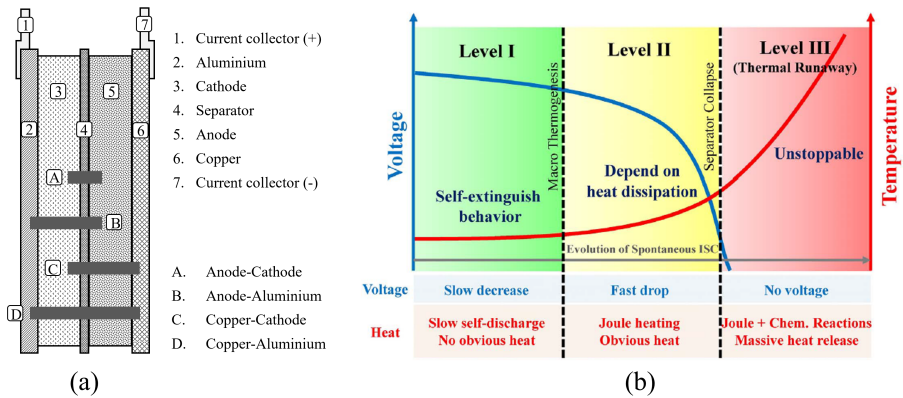 1
7
3
5
2
4
6
A
B
C
D
1. Current collector (+)
2. Aluminium
3. Cathode
4. Separator
5. Anode
6. Copper
7. Current collector (-)
A. Anode-Cathode
B. Anode-Aluminium
C. Copper-Cathode
D. Copper-Aluminium
(a)
Voltage
Level I
Level II
Level III
(Thermal Runaway)
Macro Thermogenesis
Separator Collapse
Self-extinguish
behavior
Depend on
heat dissipation
Unstoppable
Evolution of Spontaneous ISC
Temperature
Voltage
Slow decrease
Fast drop
No voltage
Heat
Slow self-discharge
No obvious heat
Joule heating
Obvious heat
Joule + Chem. Reactions
Massive heat release
(b)